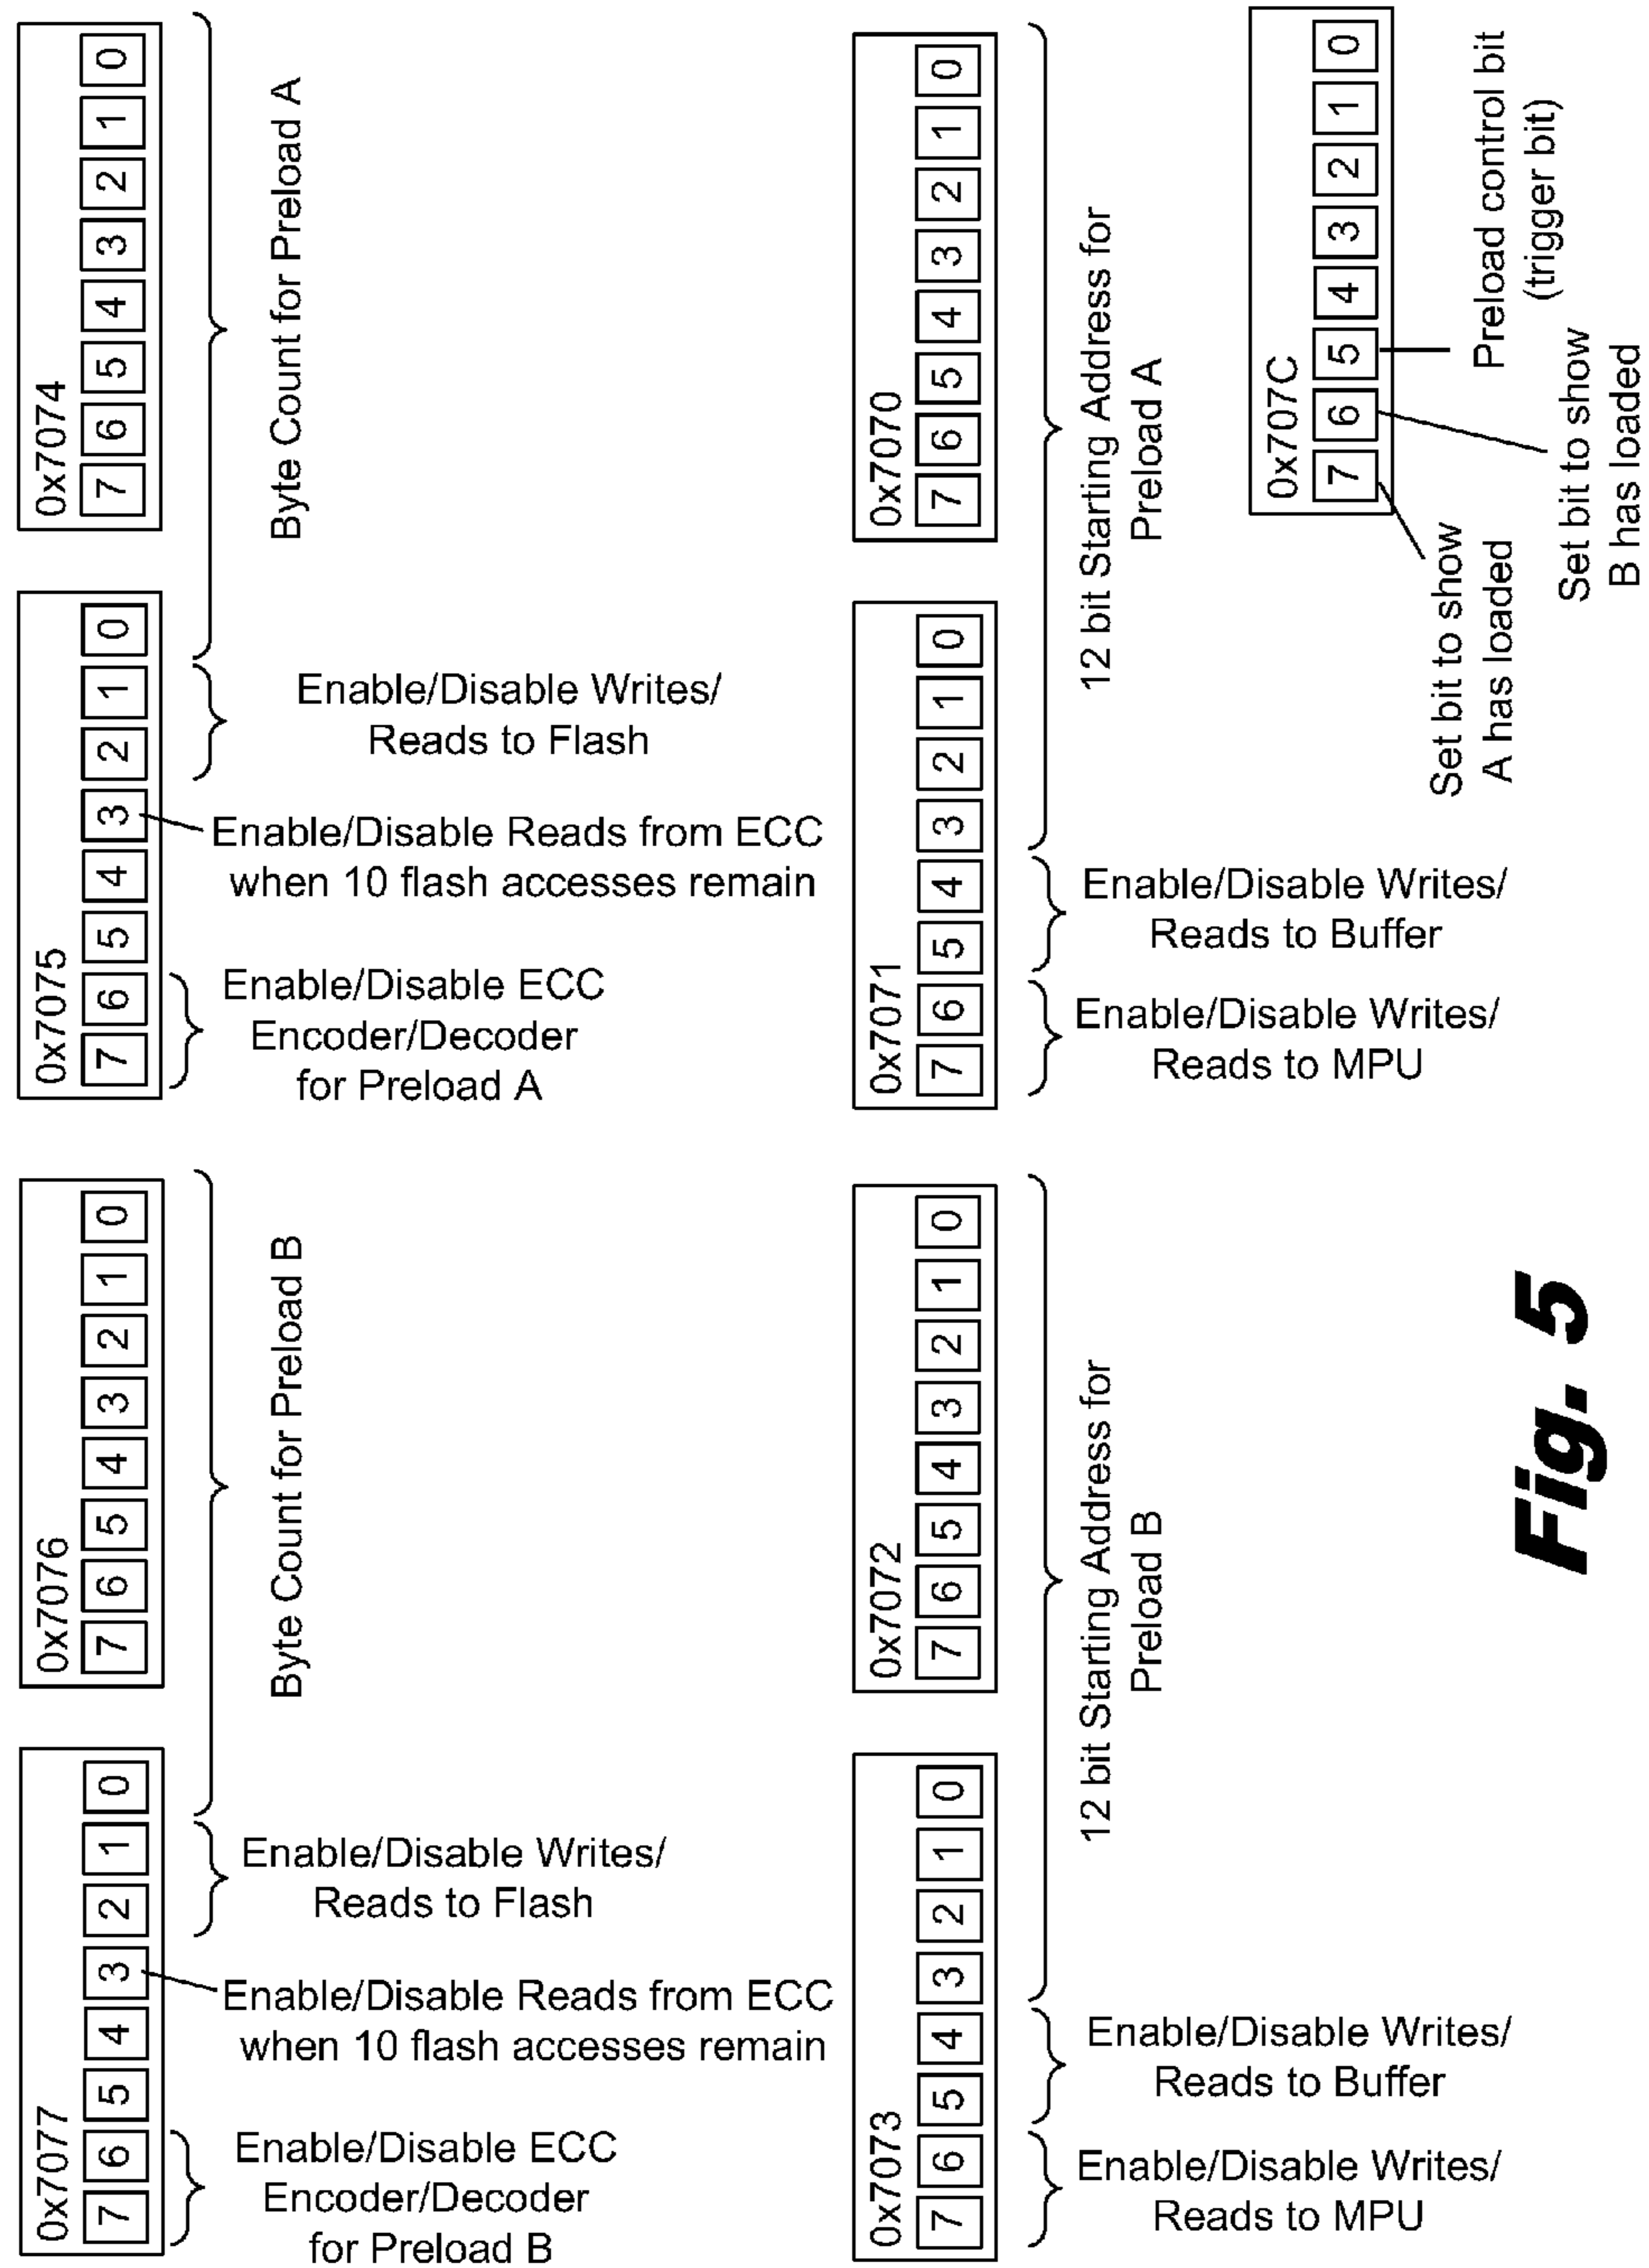 0x7077
7 6 5 4 3 2 1 0
0x7076
7 6 5 4 3 2 1 0
0x7075
7 6 5 4 3 2 1 0
0x7074
7 6 5 4 3 2 1 0
Enable/Disable ECC
Encoder/Decoder
for Preload B
Enable/Disable Reads from ECC
when 10 flash accesses remain
Enable/Disable Writes/
Reads to Flash
Byte Count for Preload B
Enable/Disable ECC
Encoder/Decoder
for Preload A
Enable/Disable Reads from ECC
when 10 flash accesses remain
Enable/Disable Writes/
Reads to Flash
Byte Count for Preload A
0x7073
7 6 5 4 3 2 1 0
0x7072
7 6 5 4 3 2 1 0
0x7071
7 6 5 4 3 2 1 0
0x7070
7 6 5 4 3 2 1 0
Enable/Disable Writes/
Reads to MPU
Enable/Disable Writes/
Reads to Buffer
12 bit Starting Address for
Preload B
Enable/Disable Writes/
Reads to MPU
Enable/Disable Writes/
Reads to Buffer
12 bit Starting Address for
Preload A
0x707C
7 6 5 4 3 2 1 0
Set bit to show
A has loaded
Set bit to show
B has loaded
Preload control bit
(trigger bit)
Fig. 5